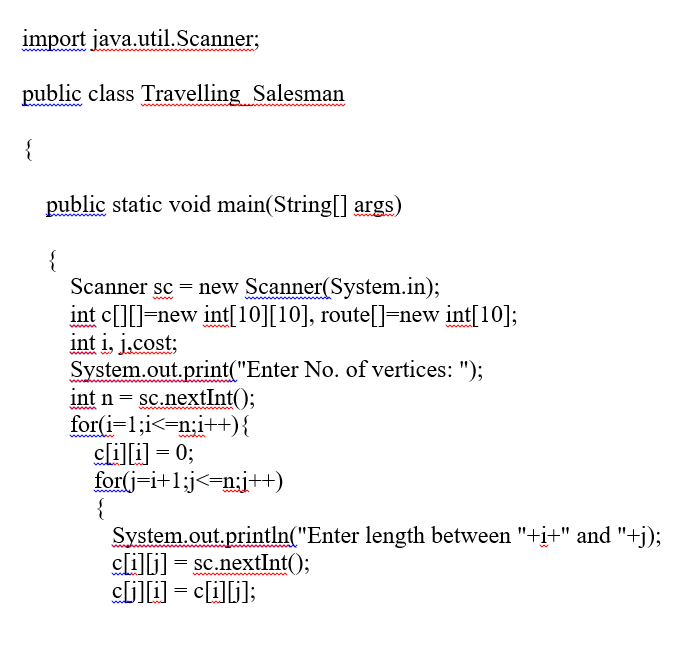 import java.util.Scanner;
public class Travelling_Salesman
{
public static void main(String[] args)
{
Scanner sc = new Scanner(System.in);
int c[][]=new int[10][10], route[]=new int[10];
int i, j,cost;
System.out.print("Enter No. of vertices: ");
int n = sc.nextInt();
for(i=1;i<=n;i++){
c[i][i] = 0;
for(j=i+1;j<=n;j++)
{
System.out.println("Enter length between "+i+" and "+j);
c[i][j] = sc.nextInt();
c[j][i] = c[i][j];